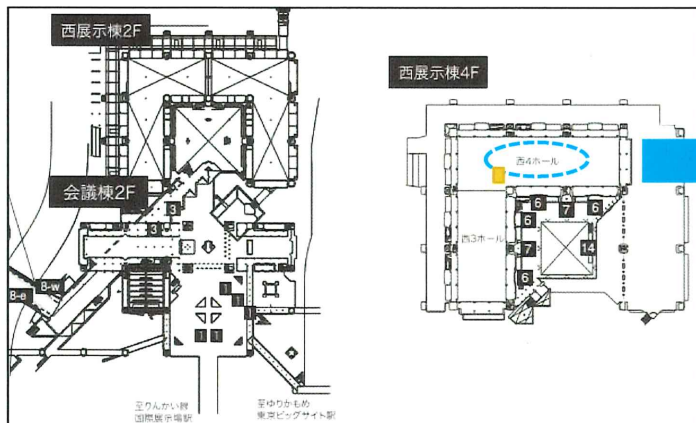 西展示棟2F
会議棟2F
3
3
8-w
8-e
1
1
1
1
1
至りんかい線
国際展示場駅
至ゆりかもめ
東京ビッグサイト駅
西展示棟4F
西4ホール
6
7
6
6
西3ホール
7
14
6